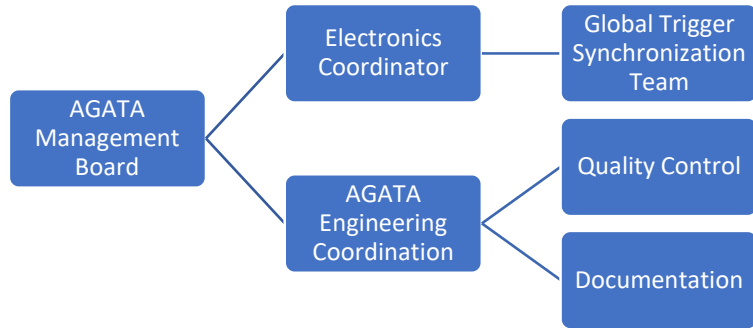 AGATA
Management
Board
Electronics
Coordinator
Global Trigger
Synchronization
Team
AGATA
Engineering
Coordination
Quality Control
Documentation